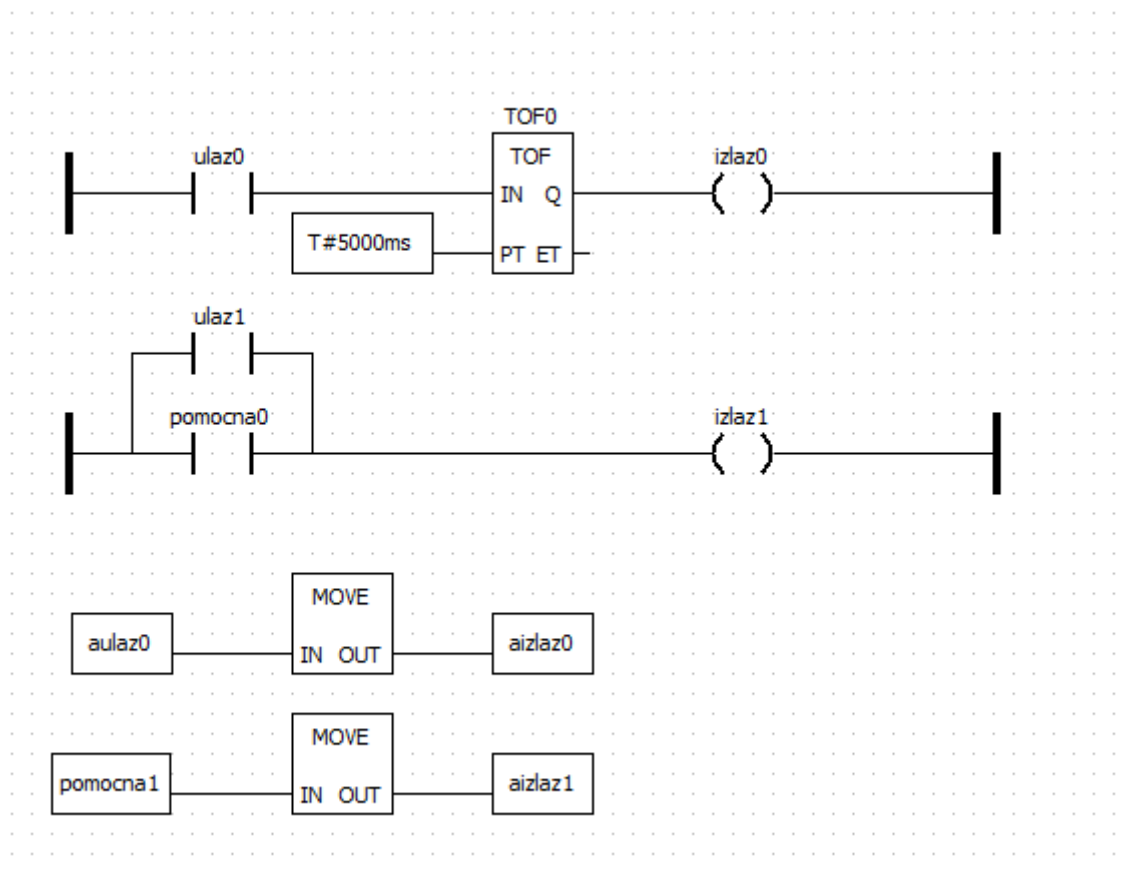 TOF0
ulaz0
TOF
izlaz0
IN Q
T#5000ms
PT ET
ulaz1
pomocna0
izlaz1
MOVE
aulaz0
IN OUT
aizlaz0
MOVE
pomocna1
IN OUT
aizlaz1